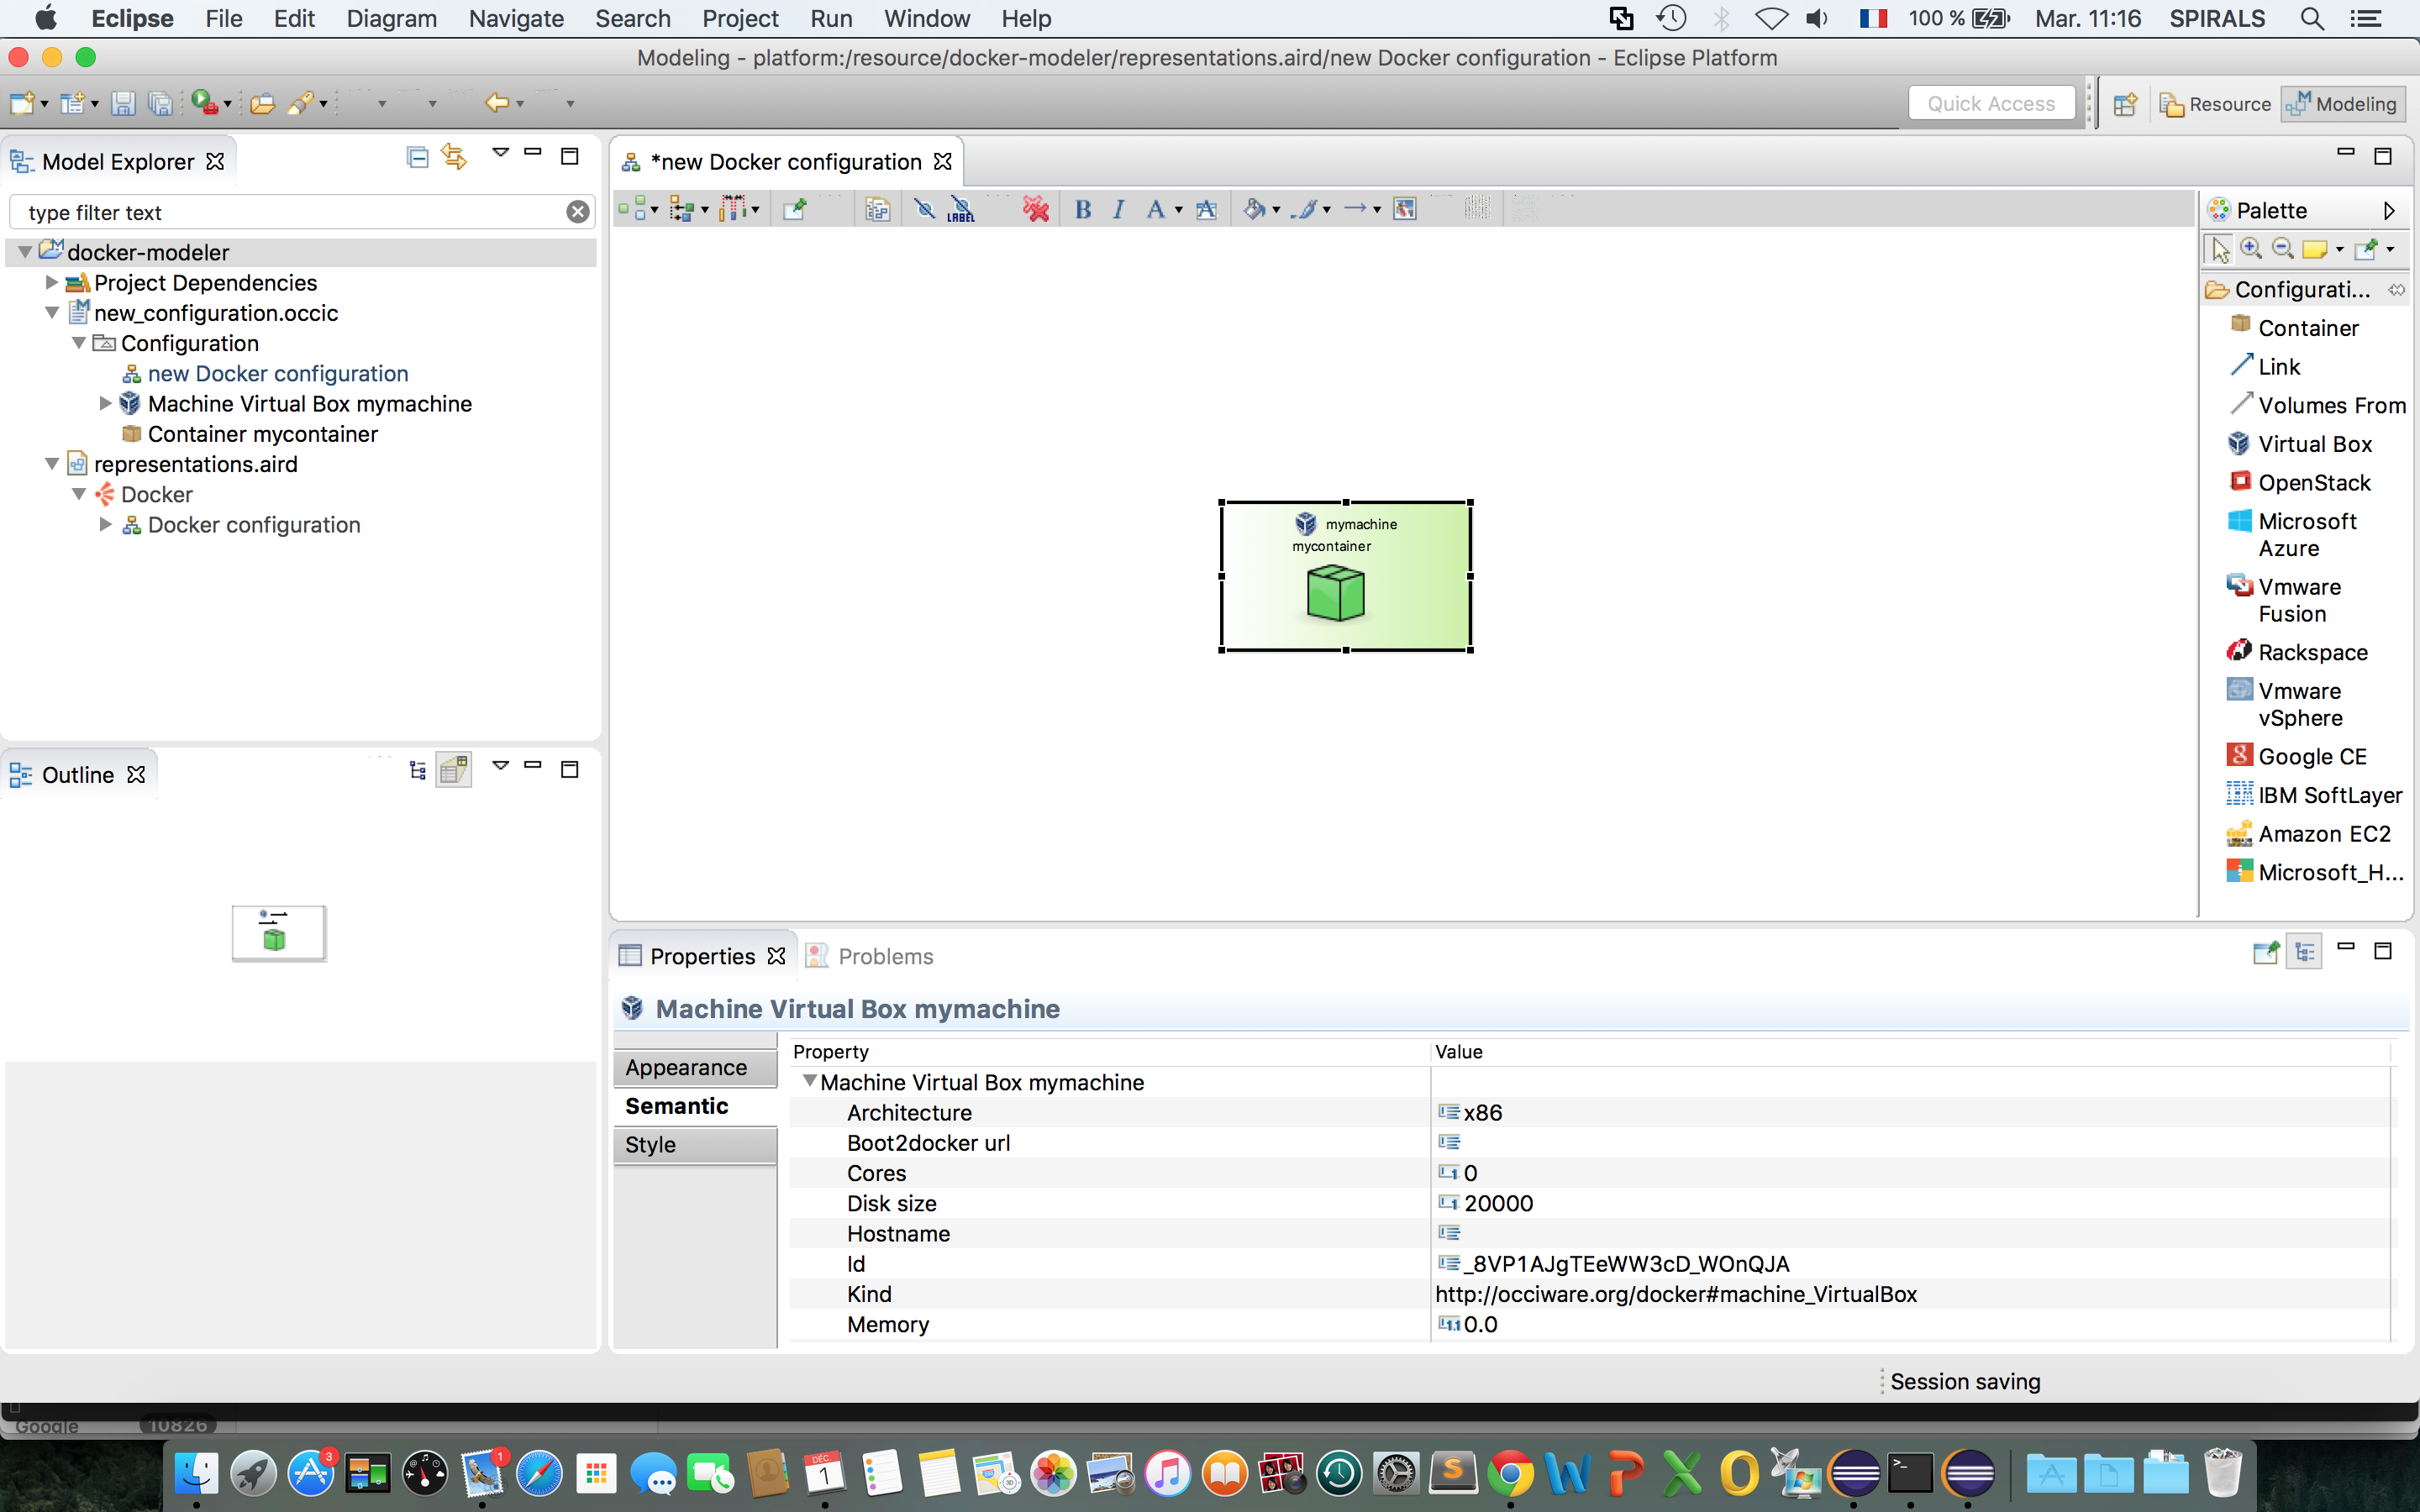 Eclipse File Edit Diagram Navigate Search Project Run Window Help 100 % Mar. 11:16 SPIRALS
Modeling - platform:/resource/docker-modeler/representations.aird/new Docker configuration - Eclipse Platform
Quick Access Resource Modeling
Model Explorer
type filter text
docker-modeler
Project Dependencies
new_configuration.occic
Configuration
new Docker configuration
Machine Virtual Box mymachine
Container mycontainer
representations.aird
Docker
Docker configuration
Outline
*new Docker configuration
LABEL B I A A
mymachine
mycontainer
Palette
Configurati...
Container
Link
Volumes From
Virtual Box
OpenStack
Microsoft
Azure
Vmware
Fusion
Rackspace
Vmware
vSphere
Google CE
IBM SoftLayer
Amazon EC2
Microsoft_H...
Properties Problems
Machine Virtual Box mymachine
Appearance
Semantic
Style
Property Value
Machine Virtual Box mymachine
Architecture x86
Boot2docker url
Cores 0
Disk size 20000
Hostname
Id _8VP1AJgTEeWW3cD_WOnQJA
Kind http://occiware.org/docker#machine_VirtualBox
Memory 0.0
Session saving
Google 10826
3 1 DÉC. 1